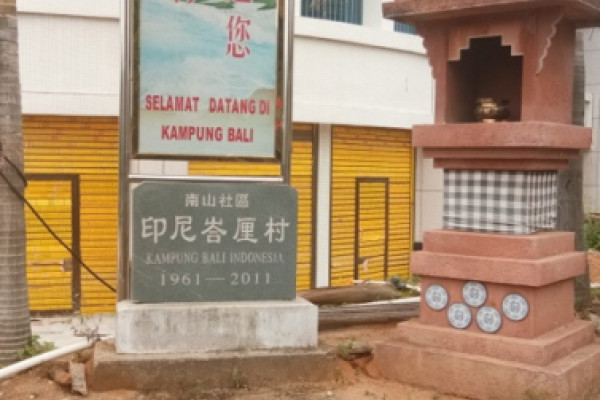 您
SELAMAT DATANG DI
KAMPUNG BALI
南山社區
印尼峇厘村
KAMPUNG BALI INDONESIA
1961—2011